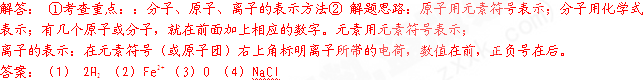 解答： ①考查重点：：分子、原子、离子的表示方法② 解题思路：原子用元素符号表示；分子用化学式
表示；有几个原子或分子，就在前面加上相应的数字。元素用元素符号表示；
离子的表示：在元素符号（或原子团）右上角标明离子所带的电荷，数值在前，正负号在后。
答案：（1） 2H；（2）Fe²⁺（3）O （4）NaCl